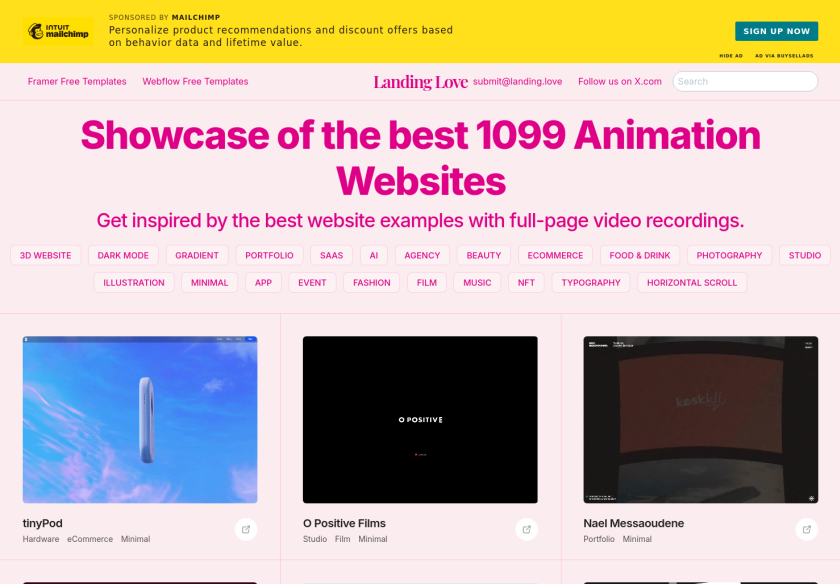 INTUIT
mailchimp
SPONSORED BY MAILCHIMP
Personalize product recommendations and discount offers based
on behavior data and lifetime value.
SIGN UP NOW
HIDE AD
AD VIA BUYSELLADS
Framer Free Templates
Webflow Free Templates
Landing Love
submit@landing.love
Follow us on X.com
Search
Showcase of the best 1099 Animation
Websites
Get inspired by the best website examples with full-page video recordings.
3D WEBSITE
DARK MODE
GRADIENT
PORTFOLIO
SAAS
AI
AGENCY
BEAUTY
ECOMMERCE
FOOD & DRINK
PHOTOGRAPHY
STUDIO
ILLUSTRATION
MINIMAL
APP
EVENT
FASHION
FILM
MUSIC
NFT
TYPOGRAPHY
HORIZONTAL SCROLL
O POSITIVE
tinyPod
Hardware eCommerce Minimal
O Positive Films
Studio Film Minimal
Nael Messaoudene
Portfolio Minimal